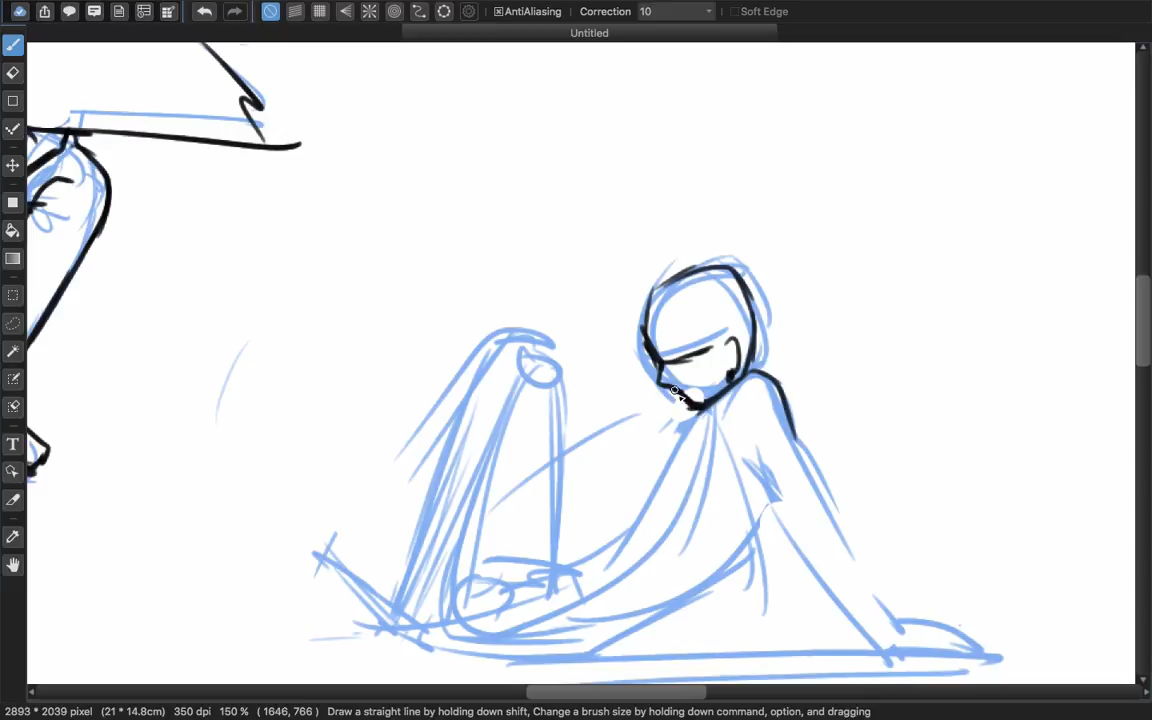 AntiAliasing Correction 10 Soft Edge
Untitled
T
2893 * 2039 pixel (21 * 14.8cm) 350 dpi 150 % ( 1646, 766 ) Draw a straight line by holding down shift, Change a brush size by holding down command, option, and dragging